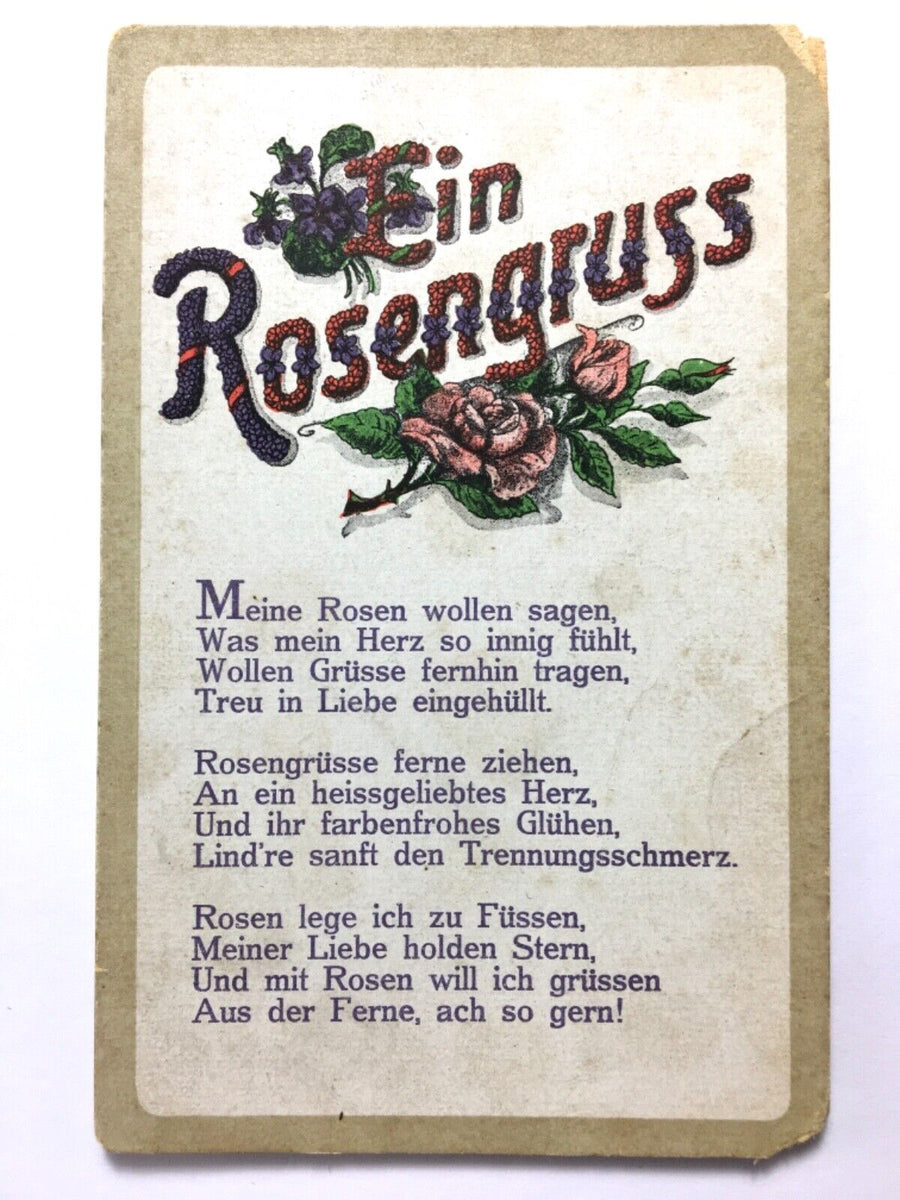 Ein
Rosengruss
Meine Rosen wollen sagen,
Was mein Herz so innig fühlt,
Wollen Grüsse fernhin tragen,
Treu in Liebe eingehüllt.
Rosengrüsse ferne ziehen,
An ein heissgeliebtes Herz,
Und ihr farbenfrohes Glühen,
Lind're sanft den Trennungsschmerz.
Rosen lege ich zu Füssen,
Meiner Liebe holden Stern,
Und mit Rosen will ich grüssen
Aus der Ferne, ach so gern!